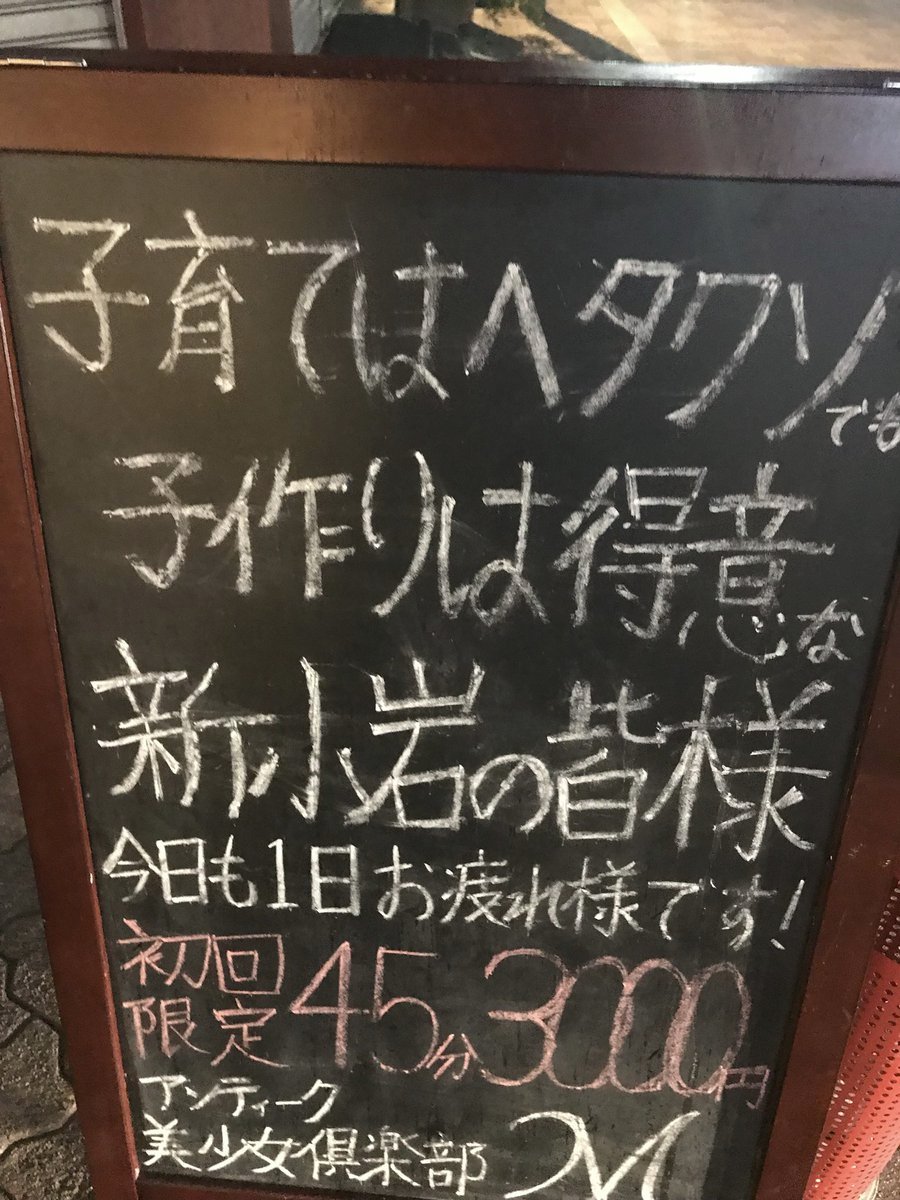 子育てはヘタクソでも
子作りは得意な
新小岩の皆様
今日も1日お疲れ様です!
初回限定45分3000円
アンティーク
美少女倶楽部 M